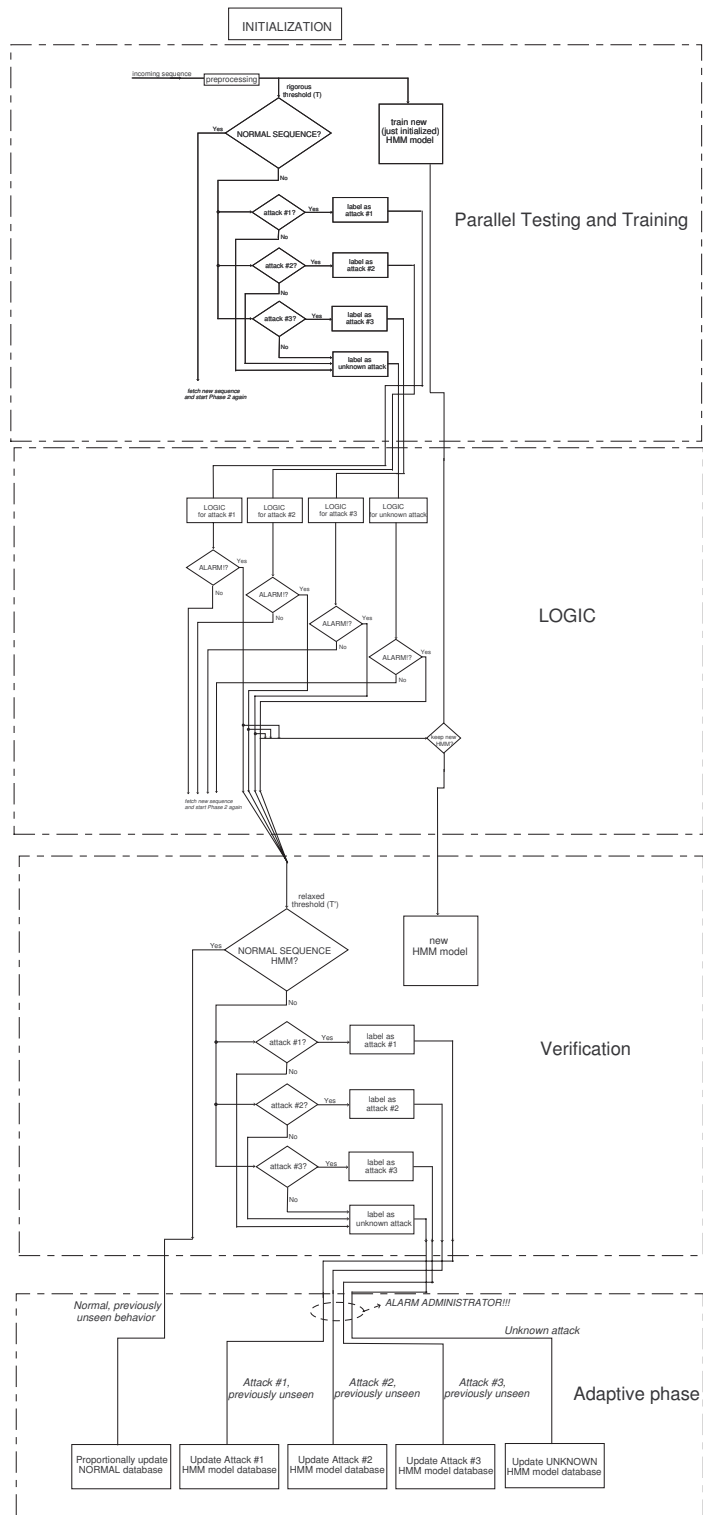 INITIALIZATION
incoming sequence
preprocessing
rigorous
threshold (T)
NORMAL SEQUENCE?
Yes
No
train new
(just initialized)
HMM model
Parallel Testing and Training
attack #1?
Yes
label as
attack #1
No
attack #2?
Yes
label as
attack #2
No
attack #3?
Yes
label as
attack #3
No
label as
unknown attack
fetch new sequence
and start Phase 2 again
LOGIC
for attack #1
LOGIC
for attack #2
LOGIC
for attack #3
LOGIC
for unknown attack
ALARM!?
Yes
No
ALARM!?
Yes
No
ALARM!?
Yes
No
ALARM!?
Yes
No
LOGIC
keep new
HMM?
fetch new sequence
and start Phase 2 again
relaxed
threshold (T')
NORMAL SEQUENCE
HMM?
Yes
No
new
HMM model
Verification
attack #1?
Yes
label as
attack #1
No
attack #2?
Yes
label as
attack #2
No
attack #3?
Yes
label as
attack #3
No
label as
unknown attack
Normal, previously
unseen behavior
ALARM ADMINISTRATOR!!!
Unknown attack
Attack #1,
previously unseen
Attack #2,
previously unseen
Attack #3,
previously unseen
Adaptive phase
Proportionally update
NORMAL database
Update Attack #1
HMM model database
Update Attack #2
HMM model database
Update Attack #3
HMM model database
Update UNKNOWN
HMM model database